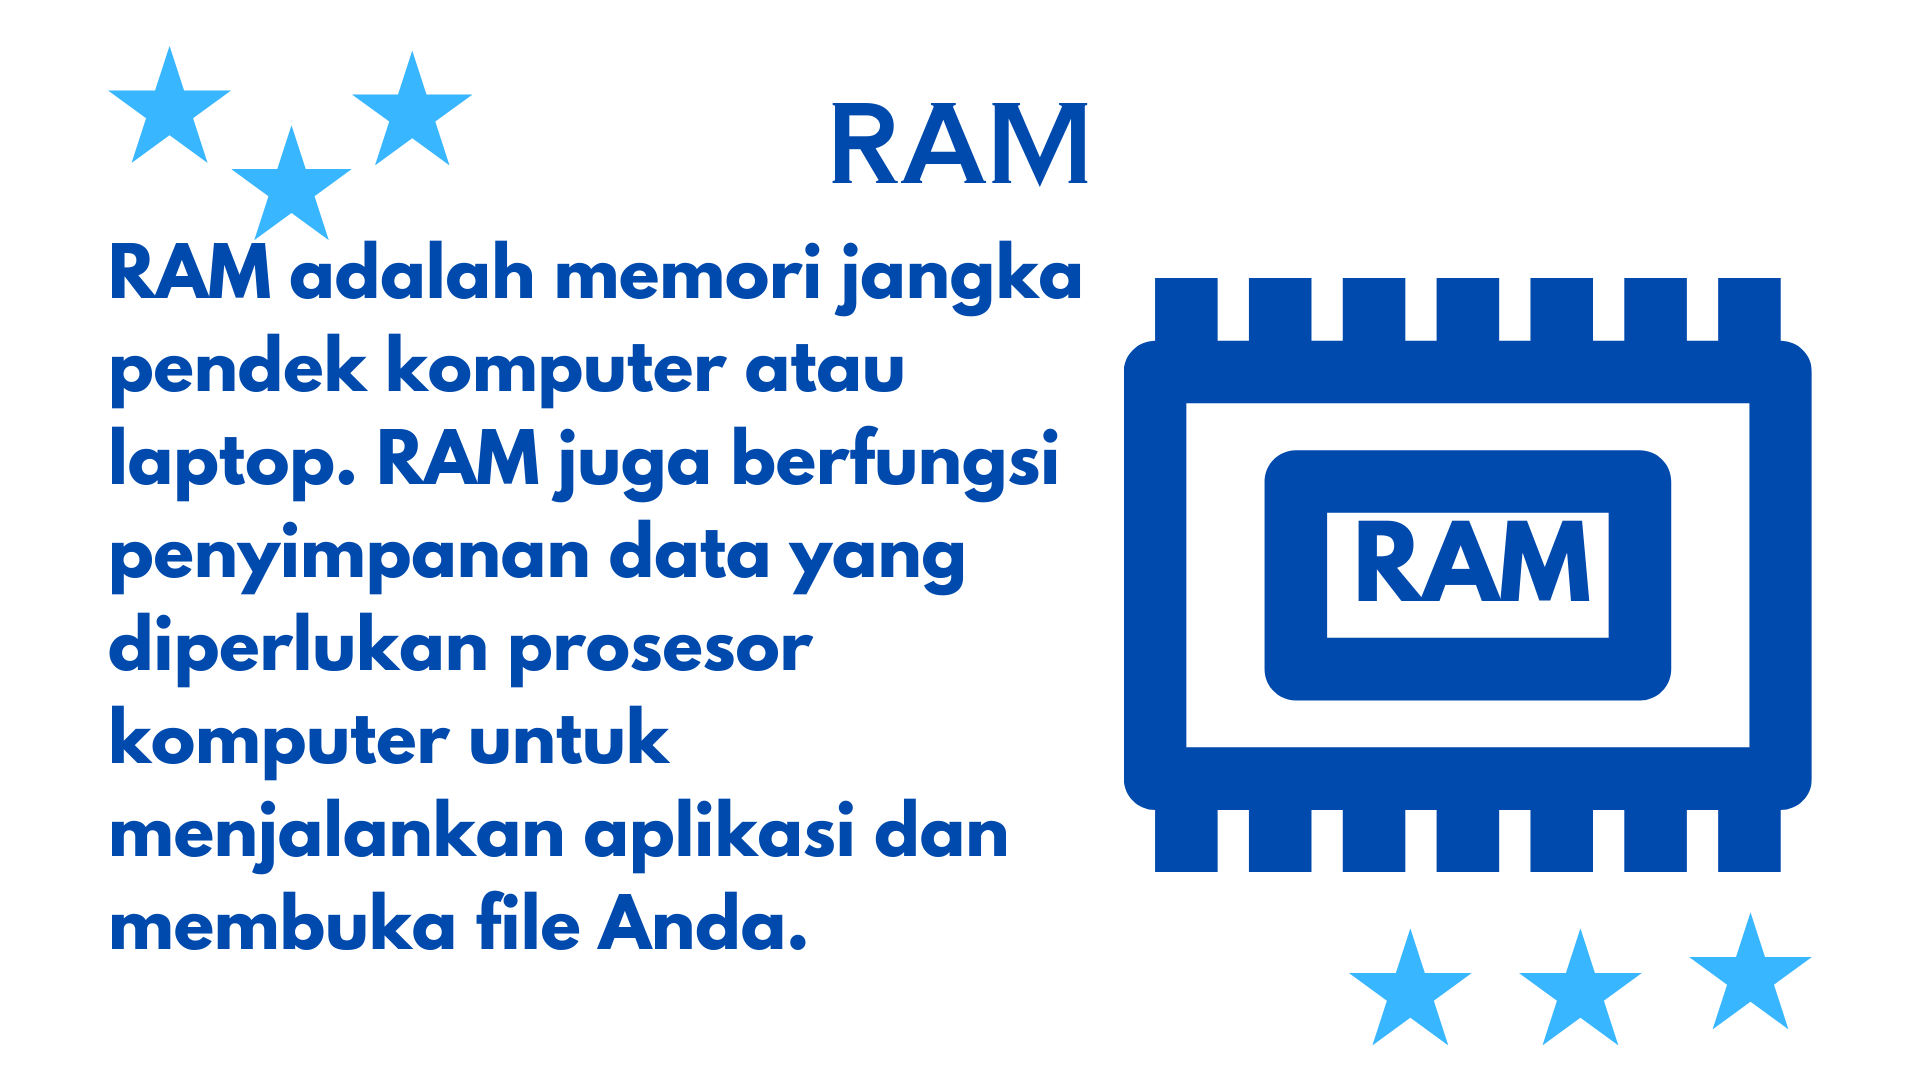 RAM
RAM adalah memori jangka
pendek komputer atau
laptop. RAM juga berfungsi
penyimpanan data yang
diperlukan prosesor
komputer untuk
menjalankan aplikasi dan
membuka file Anda.
RAM